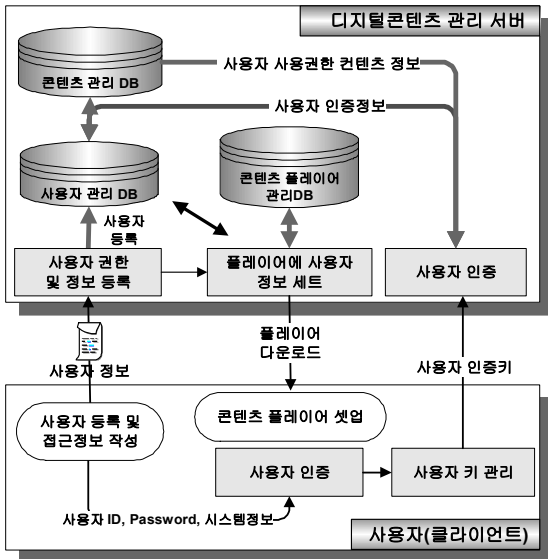 디지털콘텐츠 관리 서버
콘텐츠 관리 DB
사용자 사용권한 컨텐츠 정보
사용자 인증정보
사용자 관리 DB
콘텐츠 플레이어
관리DB
사용자
등록
사용자 권한
및 정보 등록
플레이어에 사용자
정보 세트
사용자 인증
플레이어
다운로드
사용자 정보
사용자 인증키
사용자 등록 및
접근정보 작성
콘텐츠 플레이어 셋업
사용자 인증
사용자 키 관리
사용자 ID, Password, 시스템정보
사용자(클라이언트)